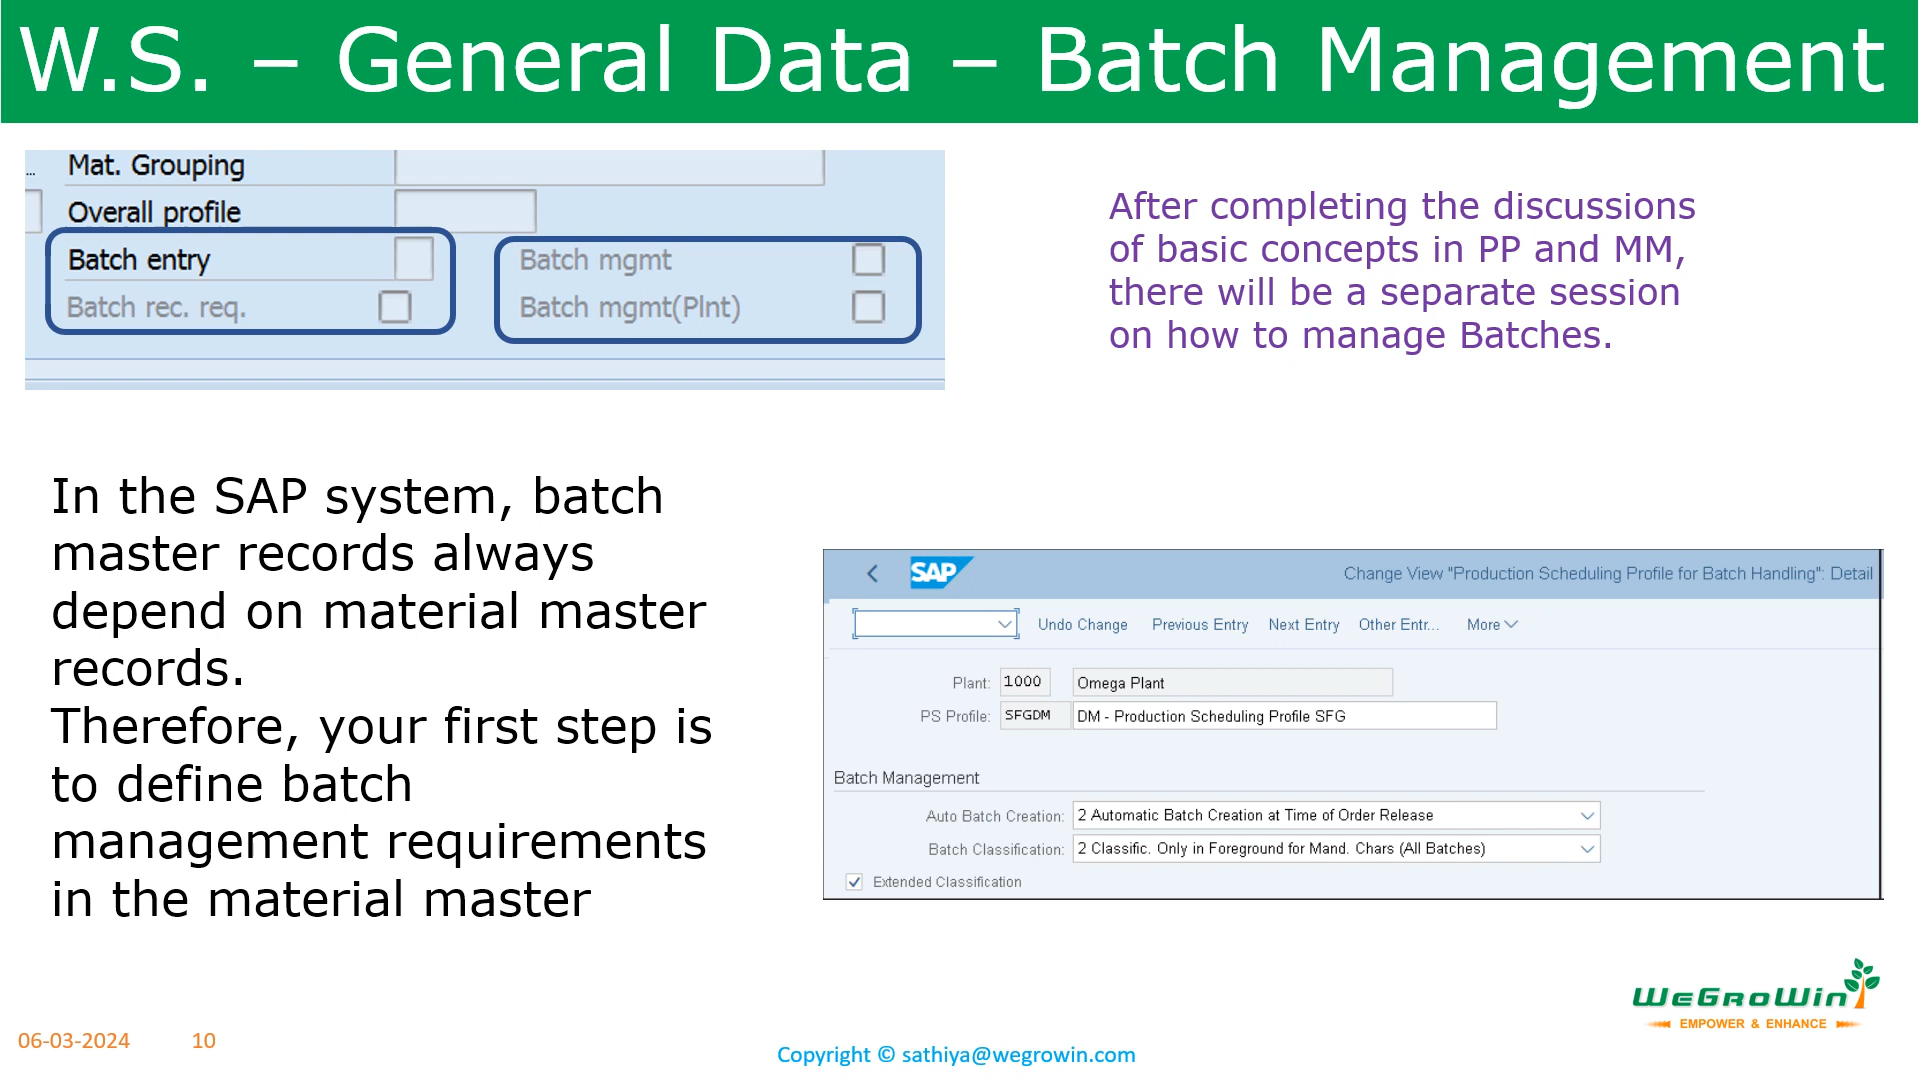 W.S. – General Data – Batch Management
... Mat. Grouping
Overall profile
Batch entry
Batch mgmt
Batch rec. req.
Batch mgmt(Plnt)
After completing the discussions
of basic concepts in PP and MM,
there will be a separate session
on how to manage Batches.
In the SAP system, batch
master records always
depend on material master
records.
Therefore, your first step is
to define batch
management requirements
in the material master
SAP
Change View "Production Scheduling Profile for Batch Handling": Detail
Undo Change Previous Entry Next Entry Other Entr... More
Plant: 1000 Omega Plant
PS Profile: SFGDM DM - Production Scheduling Profile SFG
Batch Management
Auto Batch Creation: 2 Automatic Batch Creation at Time of Order Release
Batch Classification: 2 Classific. Only in Foreground for Mand. Chars (All Batches)
Extended Classification
WeGroWin
EMPOWER & ENHANCE
06-03-2024 10
Copyright © sathiya@wegrowin.com